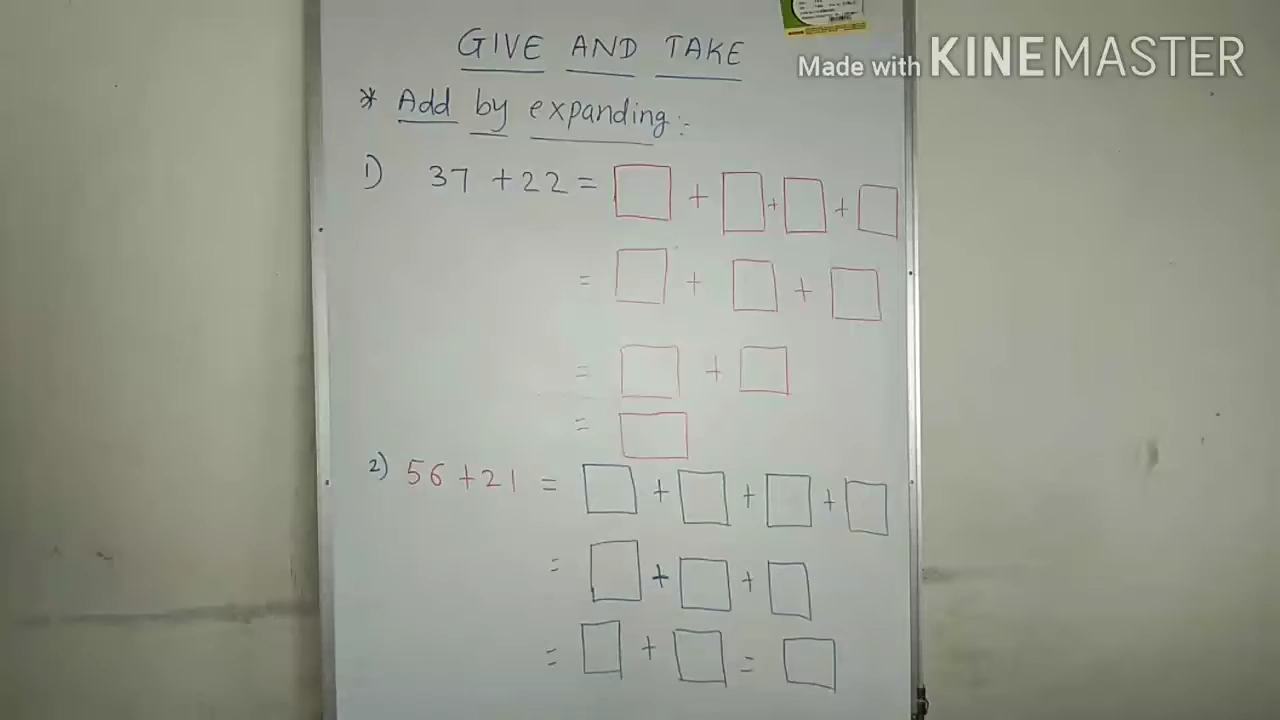 GIVE AND TAKE
Made with KINEMASTER
* Add by expanding :-
1) 37 + 22 = □ + □ + □ + □
= □ + □ + □
= □ + □
= □
2) 56 + 21 = □ + □ + □ + □
= □ + □ + □
= □ + □ = □